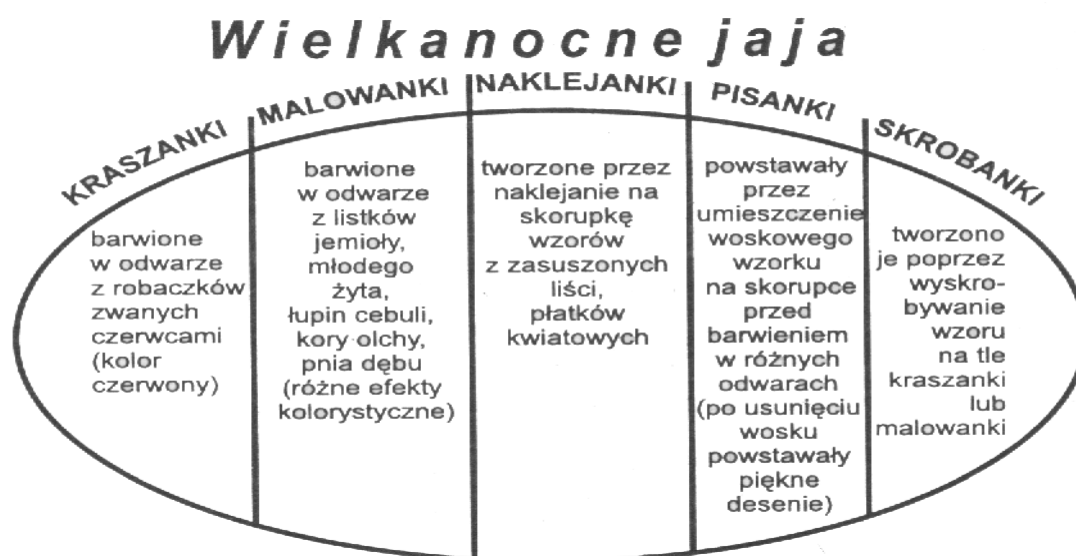 Wielkanocne jaja
KRASZANKI
barwione
w odwarze
z robaczków
zwanych
czerwcami
(kolor
czerwony)
MALOWANKI
barwione
w odwarze
z listków
jemioły,
młodego
żyta,
łupin cebuli,
kory olchy,
pnia dębu
(różne efekty
kolorystyczne)
NAKLEJANKI
tworzone przez
naklejanie na
skorupkę
wzorów
z zasuszonych
liści,
płatków
kwiatowych
PISANKI
powstawały
przez
umieszczenie
woskowego
wzorku
na skorupce
przed
barwieniem
w różnych
odwarach
(po usunięciu
wosku
powstawały
piękne
desenie)
SKROBANKI
tworzono
je poprzez
wyskro-
bywanie
wzoru
na tle
kraszanki
lub
malowanki